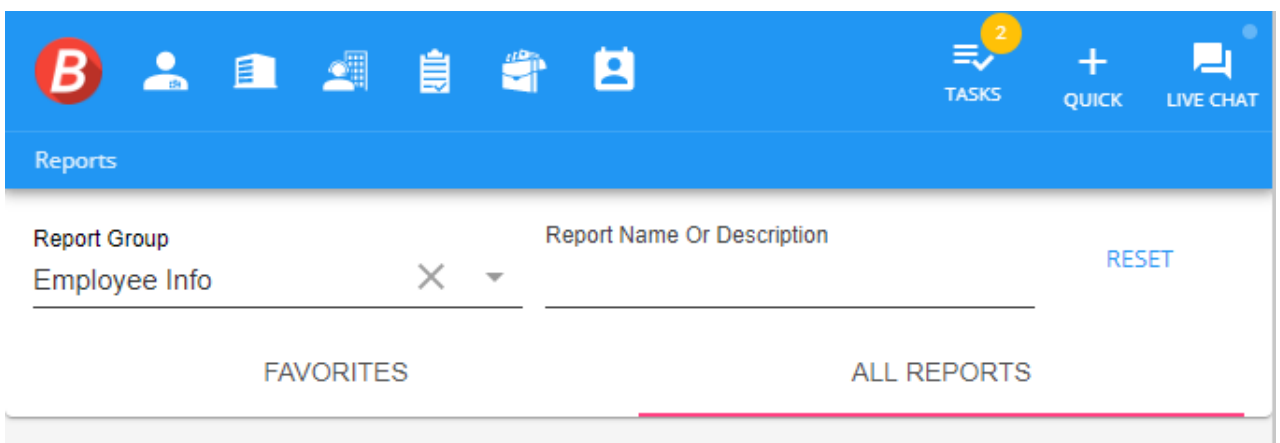 B
2
TASKS
QUICK
LIVE CHAT
Reports
Report Group
Report Name Or Description
Employee Info
RESET
FAVORITES
ALL REPORTS